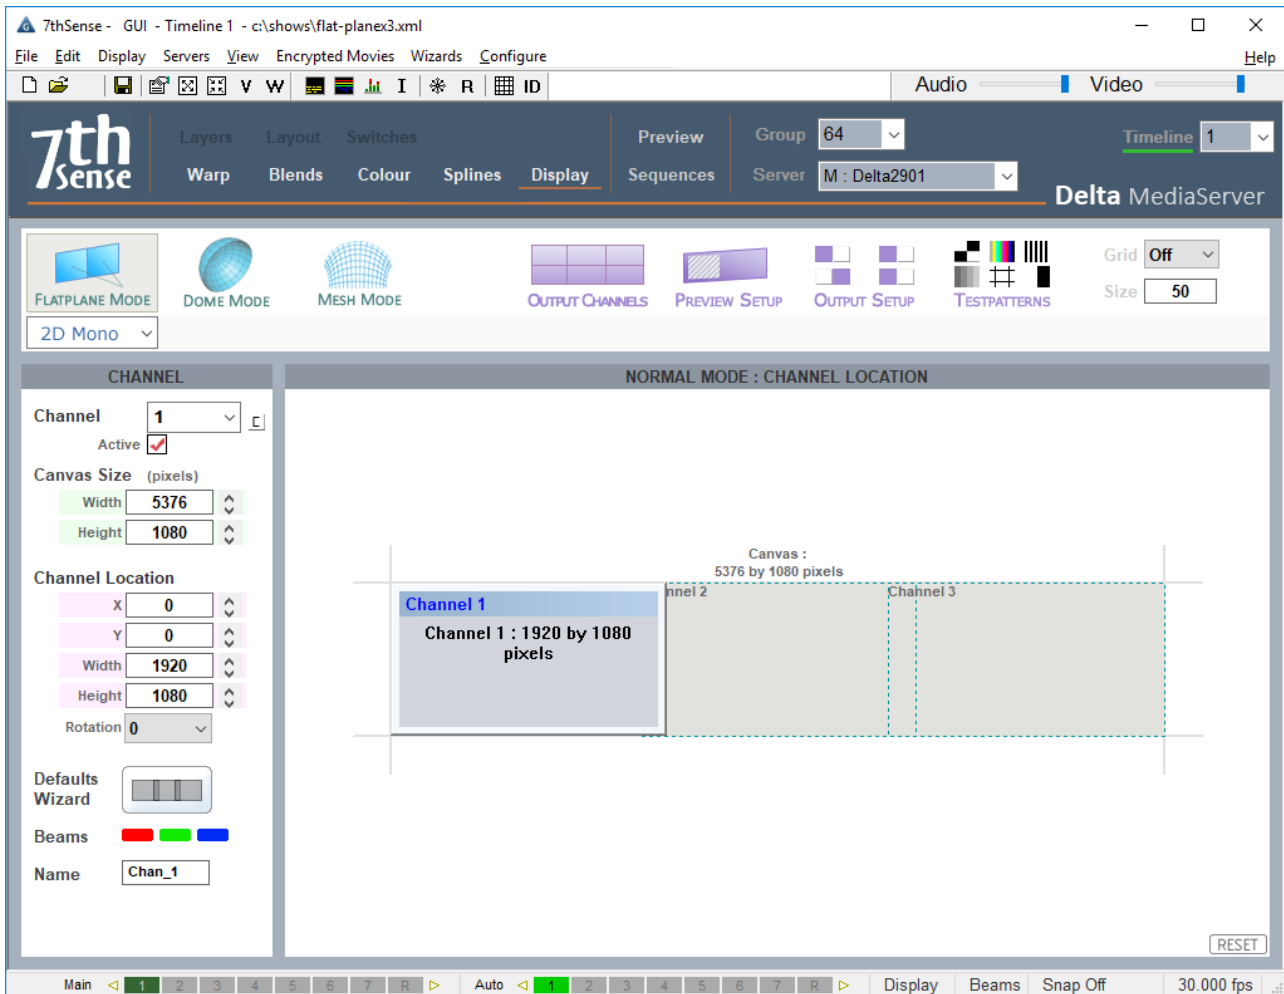 7thSense - GUI - Timeline 1 - c:\shows\flat-planex3.xml
File Edit Display Servers View Encrypted Movies Wizards Configure Help
V W I R ID Audio Video
7th Sense
Layers Layout Switches Preview Group 64 Timeline 1
Warp Blends Colour Splines Display Sequences Server M : Delta2901
Delta MediaServer
FLATPLANE MODE DOME MODE MESH MODE OUTPUT CHANNELS PREVIEW SETUP OUTPUT SETUP TESTPATTERNS
Grid Off
Size 50
2D Mono
CHANNEL
NORMAL MODE : CHANNEL LOCATION
Channel 1
Active
Canvas Size (pixels)
Width 5376
Height 1080
Channel Location
X 0
Y 0
Width 1920
Height 1080
Rotation 0
Defaults
Wizard
Beams
Name Chan_1
Canvas :
5376 by 1080 pixels
Channel 1
nnel 2
Channel 3
Channel 1 : 1920 by 1080
pixels
RESET
Main 1 2 3 4 5 6 7 R Auto 1 2 3 4 5 6 7 R Display Beams Snap Off 30.000 fps